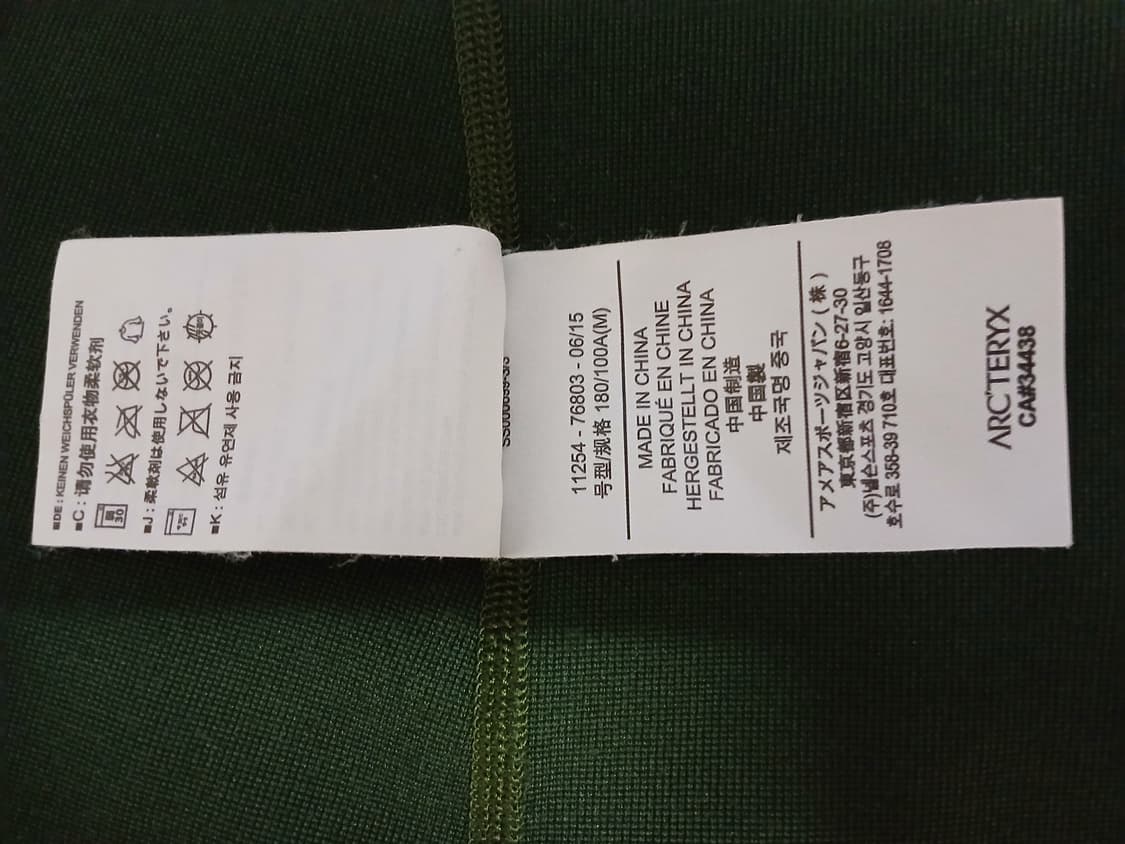 ■DE : KEINEN WEICHSPÜLER VERWENDEN
■C : 请勿使用衣物柔软剂
30
■J : 柔軟剤は使用しないで下さい。
■K : 섬유 유연제 사용 금지
11254 - 76803 - 06/15
号型/规格 180/100A(M)
MADE IN CHINA
FABRIQUÉ EN CHINE
HERGESTELLT IN CHINA
FABRICADO EN CHINA
中国制造
中国製
제조국명 중국
アメアスポーツジャパン ( 株 )
東京都新宿区新宿6-27-30
(주)넬슨스포츠 경기도 고양시 일산동구
호수로 358-39 710호 대표번호: 1644-1708
ARC'TERYX
CA#34438